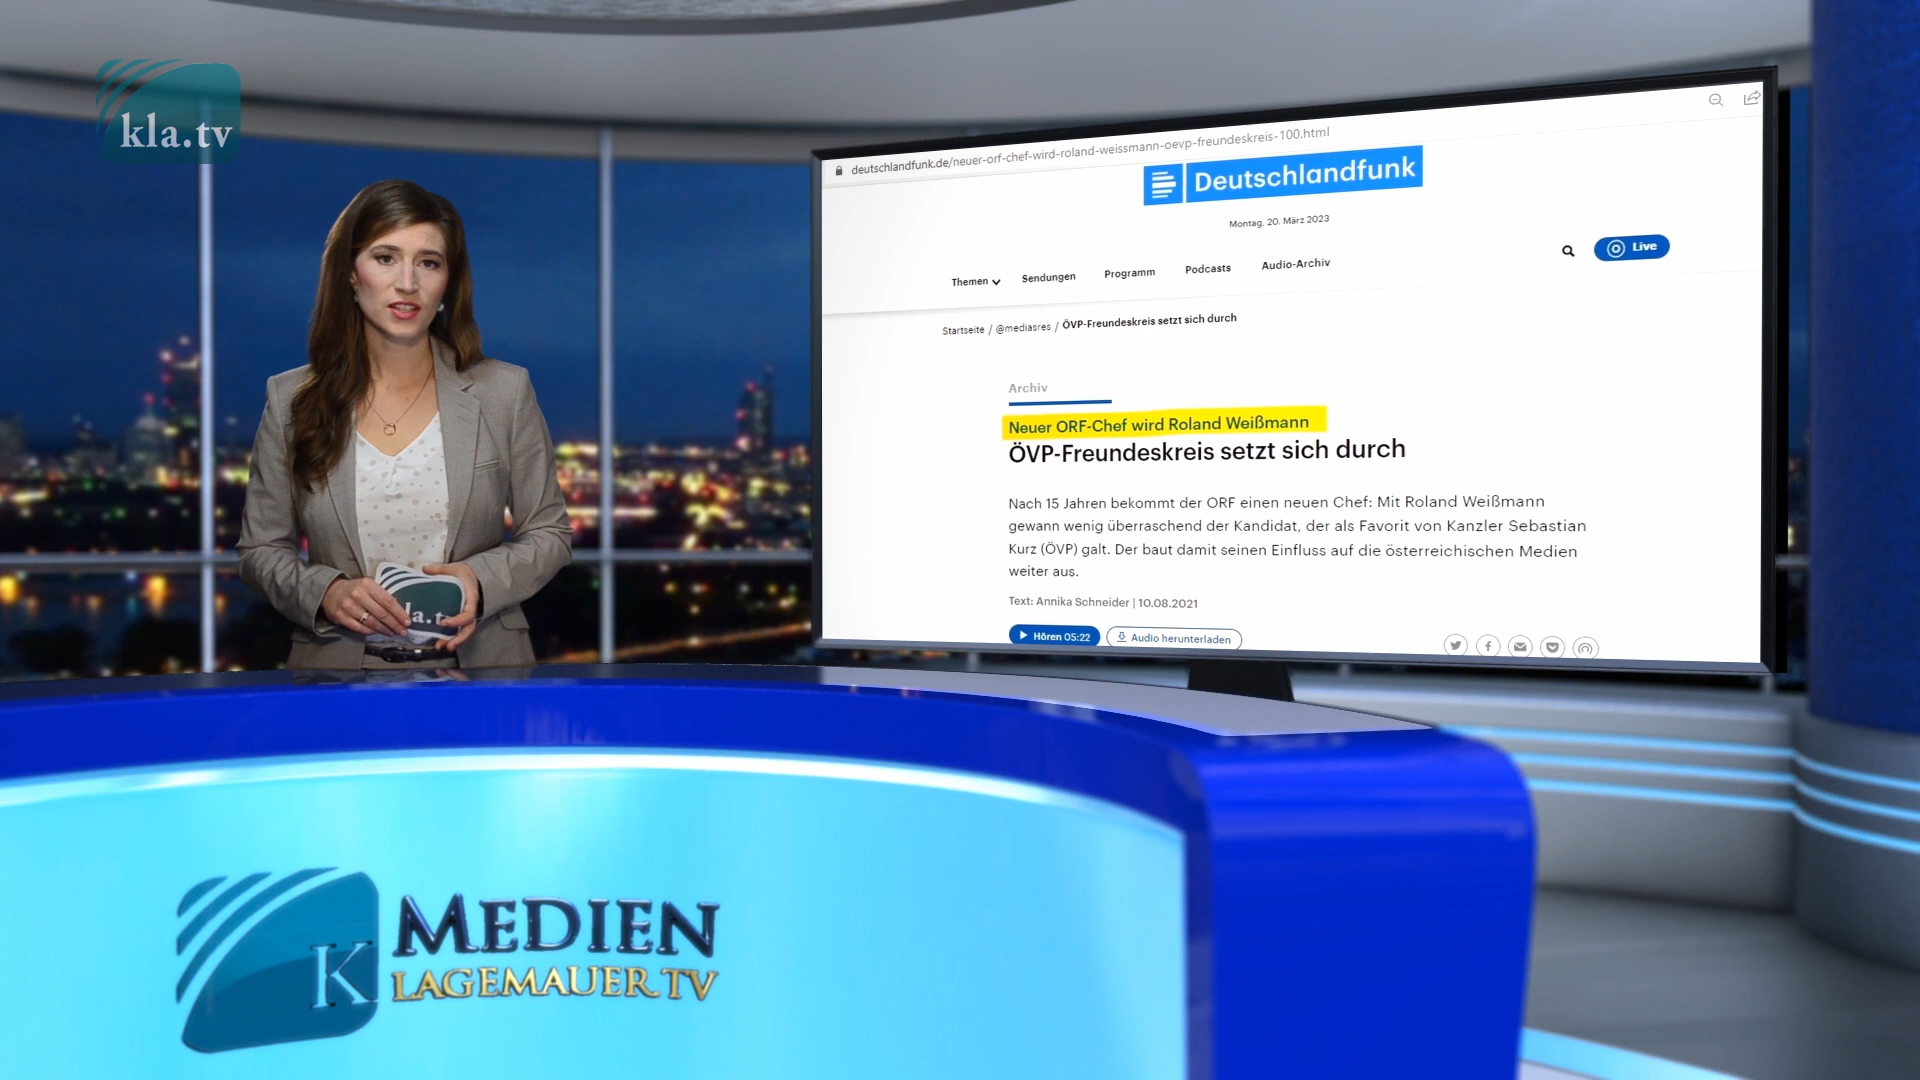 kla.tv
deutschlandfunk.de/neuer-orf-chef-wird-roland-weissmann-oevp-freundeskreis-100.html
Deutschlandfunk
Montag, 20. März 2023
Themen Sendungen Programm Podcasts Audio-Archiv
Live
Startseite / @mediasres / ÖVP-Freundeskreis setzt sich durch
Archiv
Neuer ORF-Chef wird Roland Weißmann
ÖVP-Freundeskreis setzt sich durch
Nach 15 Jahren bekommt der ORF einen neuen Chef: Mit Roland Weißmann
gewann wenig überraschend der Kandidat, der als Favorit von Kanzler Sebastian
Kurz (ÖVP) galt. Der baut damit seinen Einfluss auf die österreichischen Medien
weiter aus.
Text: Annika Schneider | 10.08.2021
Hören 05:22 Audio herunterladen
la.t
K
MEDIEN
KLAGEMAUER.TV